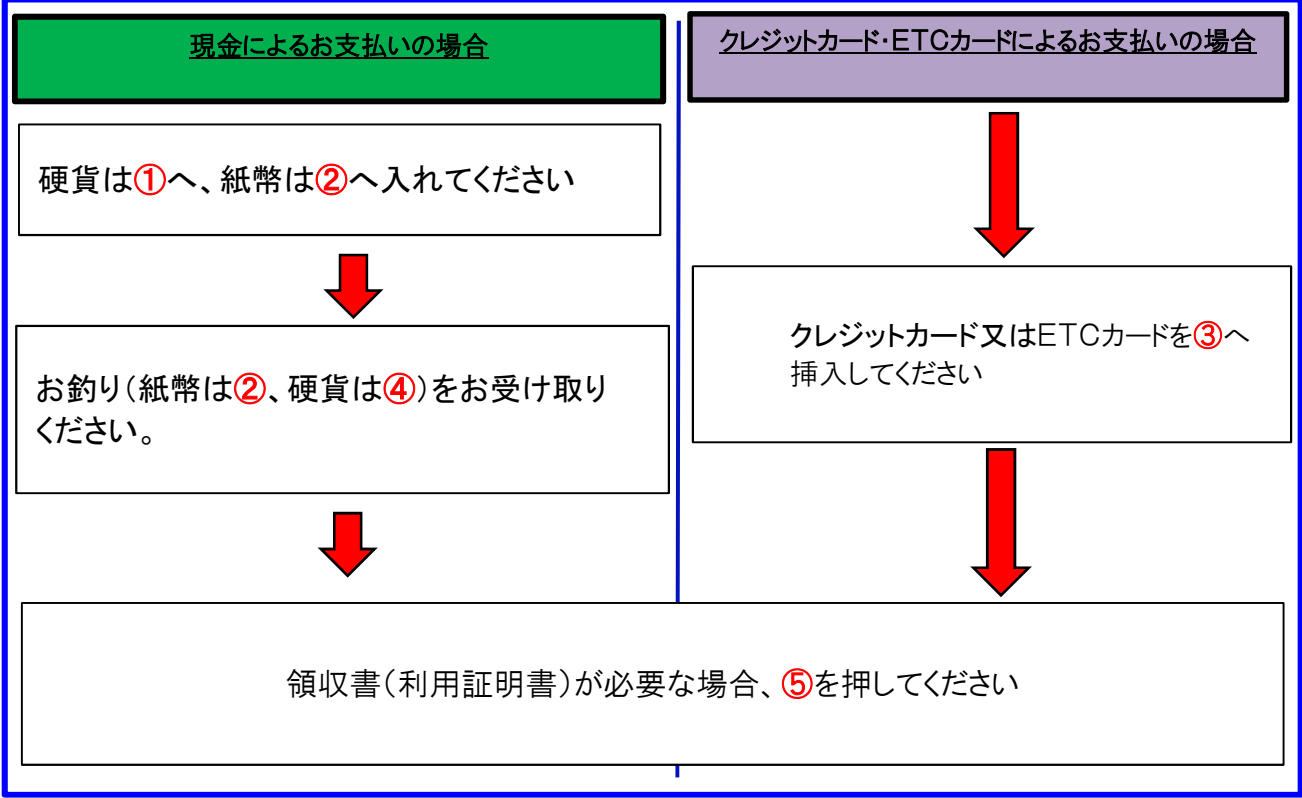 現金によるお支払いの場合
硬貨は①へ、紙幣は②へ入れてください
お釣り(紙幣は②、硬貨は④)をお受け取り
ください。
クレジットカード・ETCカードによるお支払いの場合
クレジットカード又はETCカードを③へ
挿入してください
領収書(利用証明書)が必要な場合、⑤を押してください